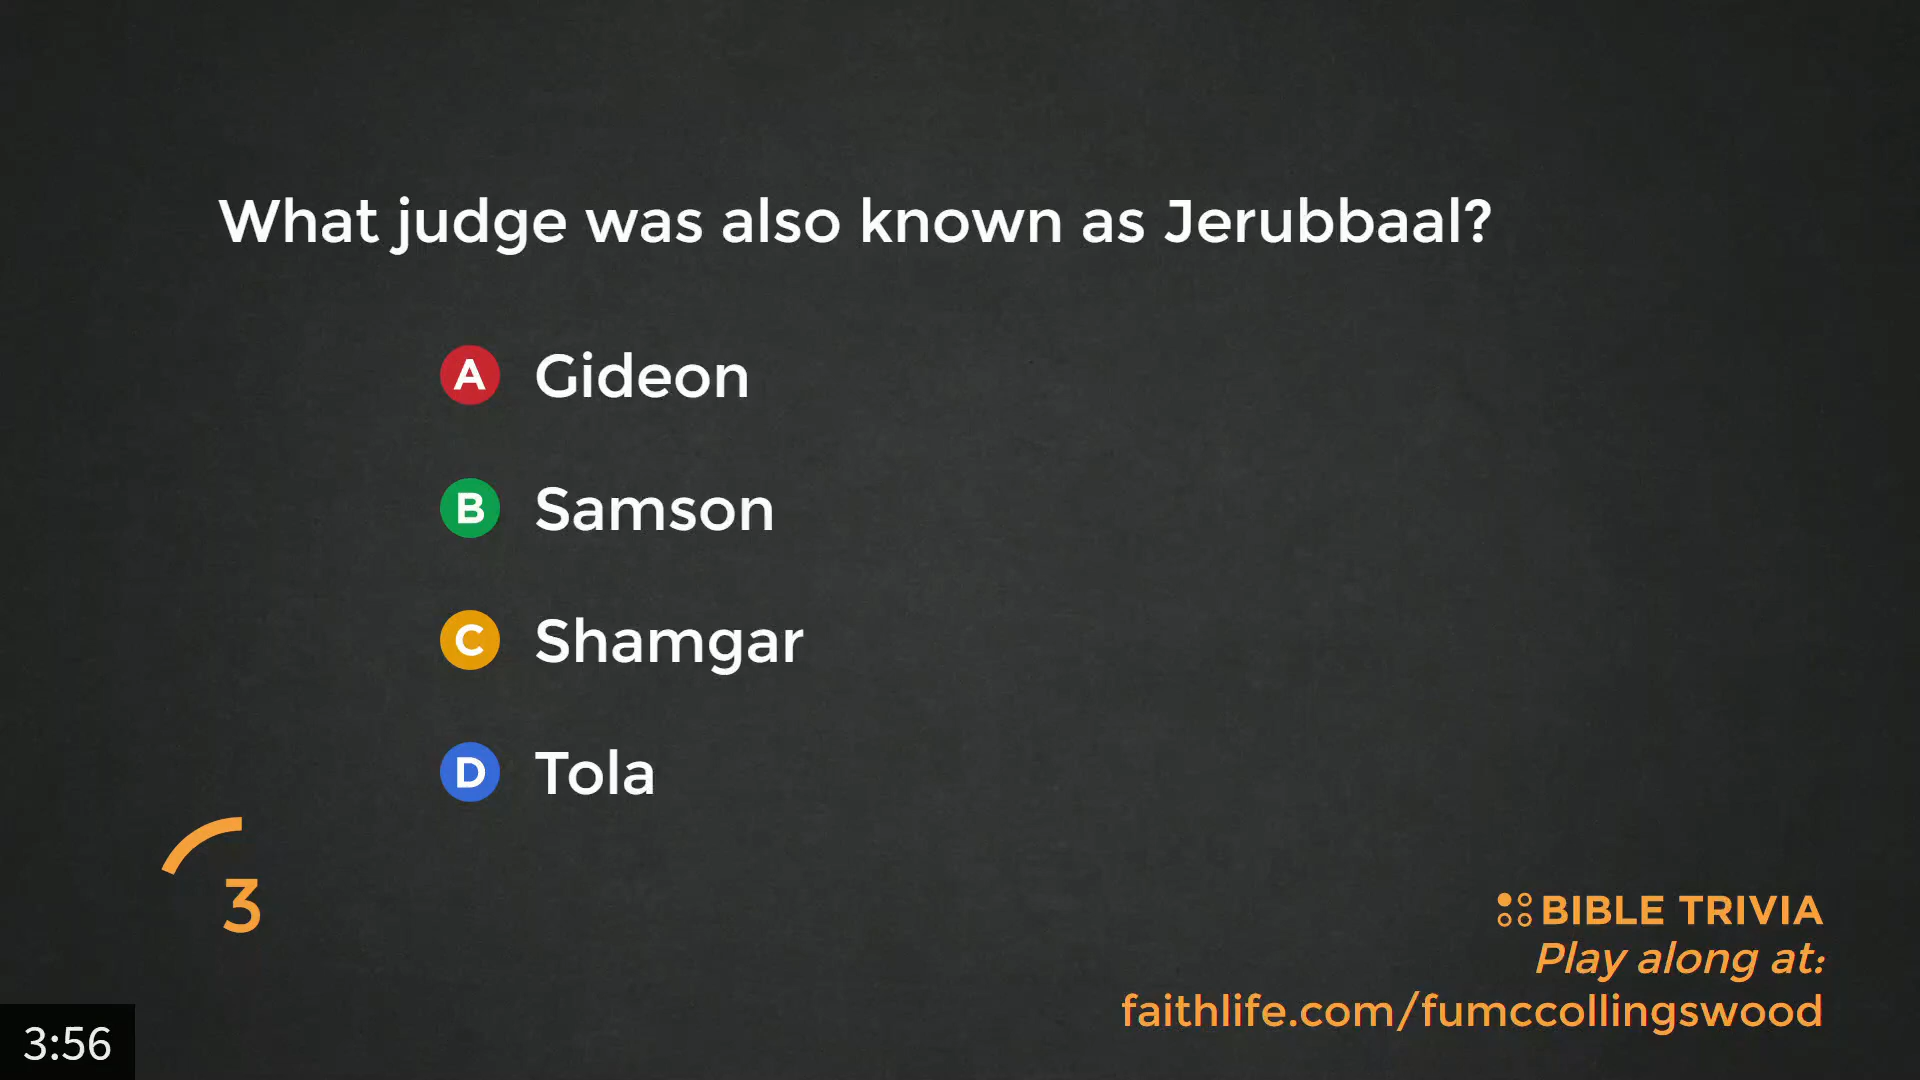 What judge was also known as Jerubbaal?
A Gideon
B Samson
C Shamgar
D Tola
3
BIBLE TRIVIA
Play along at:
faithlife.com/fumccollingswood
3:56